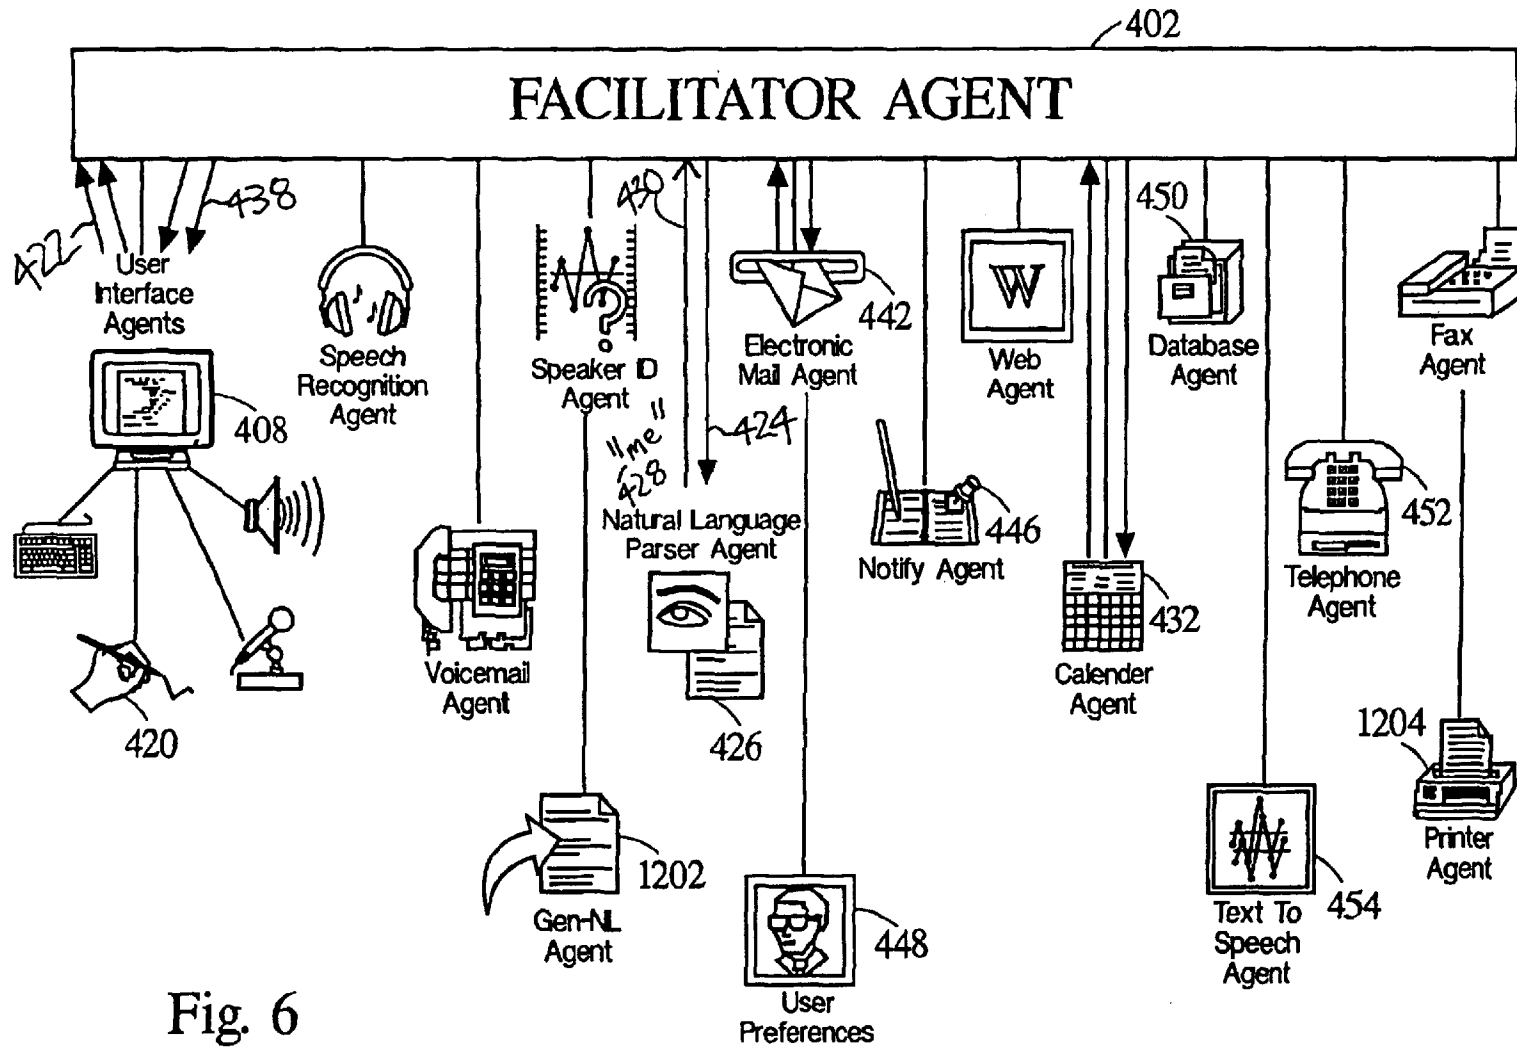 402
FACILITATOR AGENT
422
438
430
450
User
Interface
Agents
408
420
Speech
Recognition
Agent
Voicemail
Agent
Speaker ID
Agent
1202
Gen-NL
Agent
"me"
428
424
Natural Language
Parser Agent
426
442
Electronic
Mail Agent
448
User
Preferences
446
Notify Agent
W
Web
Agent
432
Calender
Agent
Database
Agent
454
Text To
Speech
Agent
452
Telephone
Agent
Fax
Agent
1204
Printer
Agent
Fig. 6